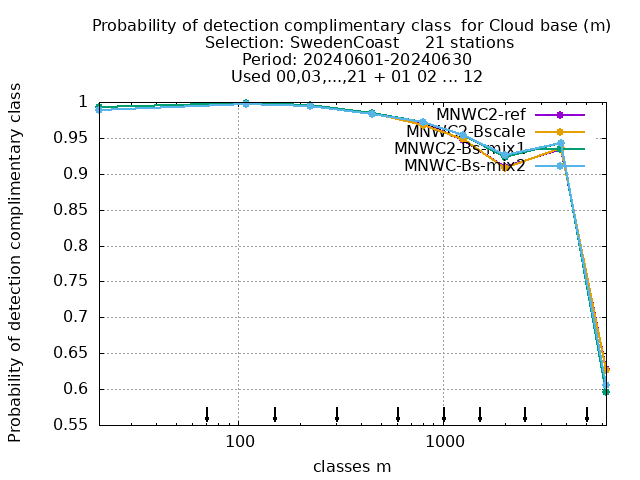 Probability of detection complimentary class  for Cloud base (m)
Selection: SwedenCoast     21 stations
Period: 20240601-20240630
Used 00,03,...,21 + 01 02 ... 12
Probability of detection complimentary class
1
0.95
0.9
0.85
0.8
0.75
0.7
0.65
0.6
0.55
MNWC2-ref
MNWC2-Bscale
MNWC2-Bs-mix1
MNWC-Bs-mix2
100
1000
classes m